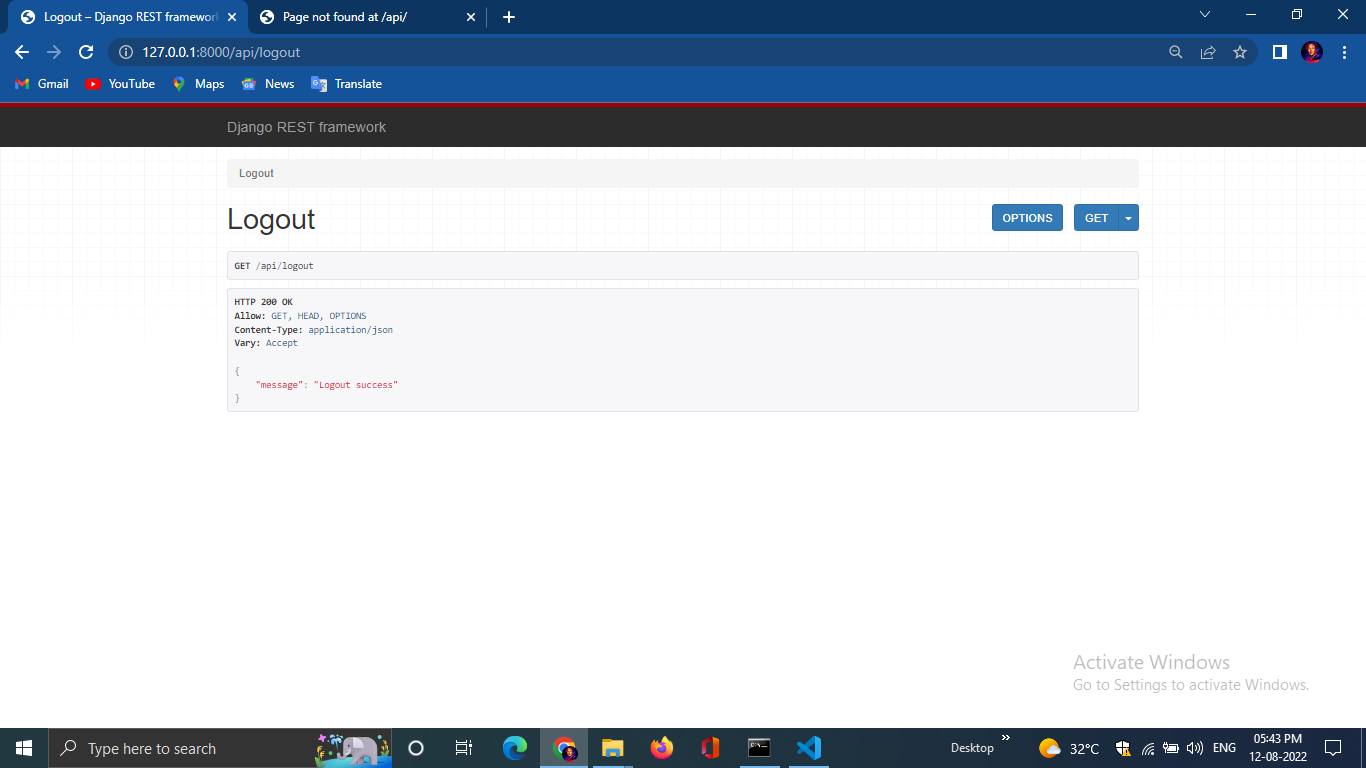 Logout – Django REST framework
Page not found at /api/
127.0.0.1:8000/api/logout
Gmail
YouTube
Maps
News
Translate
Django REST framework
Logout
Logout
OPTIONS
GET
GET /api/logout
HTTP 200 OK
Allow: GET, HEAD, OPTIONS
Content-Type: application/json
Vary: Accept
{
"message": "Logout success"
}
Activate Windows
Go to Settings to activate Windows.
Type here to search
Desktop
32°C
ENG
05:43 PM
12-08-2022